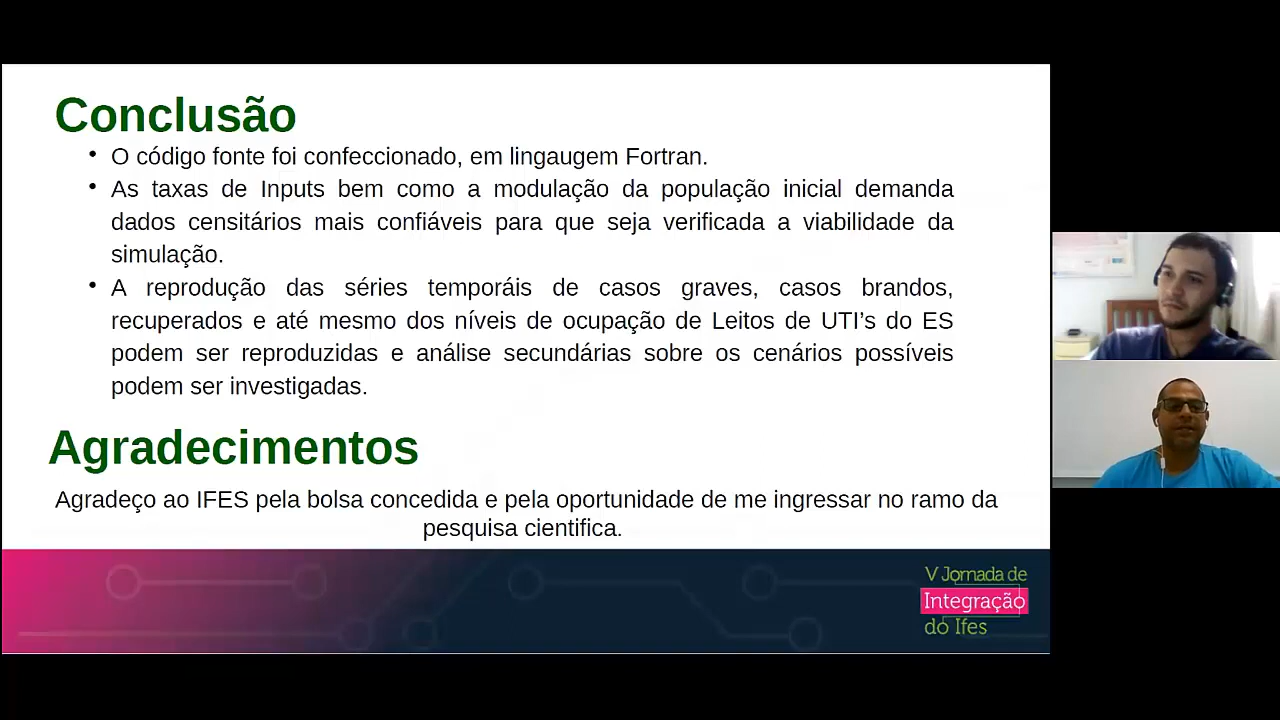 Conclusão
• O código fonte foi confeccionado, em lingaugem Fortran.
• As taxas de Inputs bem como a modulação da população inicial demanda
dados censitários mais confiáveis para que seja verificada a viabilidade da
simulação.
• A reprodução das séries temporáis de casos graves, casos brandos,
recuperados e até mesmo dos níveis de ocupação de Leitos de UTI’s do ES
podem ser reproduzidas e análise secundárias sobre os cenários possíveis
podem ser investigadas.
Agradecimentos
Agradeço ao IFES pela bolsa concedida e pela oportunidade de me ingressar no ramo da
pesquisa cientifica.
V Jornada de
Integração
do Ifes